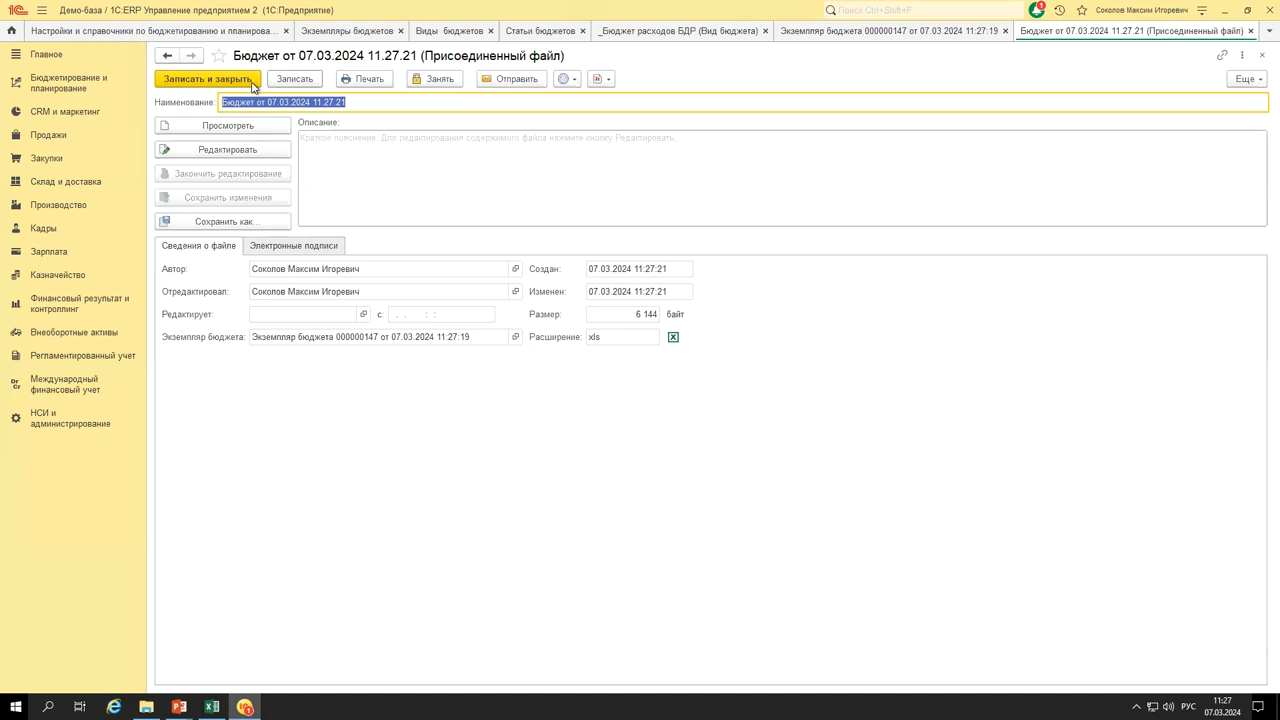 1С Демо-база / 1С:ERP Управление предприятием 2 (1С:Предприятие)
Поиск Ctrl+Shift+F
1
Соколов Максим Игоревич
Настройки и справочники по бюджетированию и планирова...
Экземпляры бюджетов
Виды бюджетов
Статьи бюджетов
_Бюджет расходов БДР (Вид бюджета)
Экземпляр бюджета 000000147 от 07.03.2024 11:27:19
Бюджет от 07.03.2024 11.27.21 (Присоединенный файл)
Главное
Бюджетирование и
планирование
CRM и маркетинг
Продажи
Закупки
Склад и доставка
Производство
Кадры
Зарплата
Казначейство
Финансовый результат и
контроллинг
Внеоборотные активы
Регламентированный учет
Международный
финансовый учет
НСИ и
администрирование
Бюджет от 07.03.2024 11.27.21 (Присоединенный файл)
Записать и закрыть
Записать
Печать
Занять
Отправить
Еще
Наименование: Бюджет от 07.03.2024 11.27.21
Просмотреть
Редактировать
Закончить редактирование
Сохранить изменения
Сохранить как...
Описание:
Краткое пояснение. Для редактирования содержимого файла нажмите кнопку Редактировать.
Сведения о файле
Электронные подписи
Автор: Соколов Максим Игоревич Создан: 07.03.2024 11:27:21
Отредактировал: Соколов Максим Игоревич Изменен: 07.03.2024 11:27:21
Редактирует: с . . : : Размер: 6 144 байт
Экземпляр бюджета: Экземпляр бюджета 000000147 от 07.03.2024 11:27:19 Расширение: xls
РУС
11:27
07.03.2024